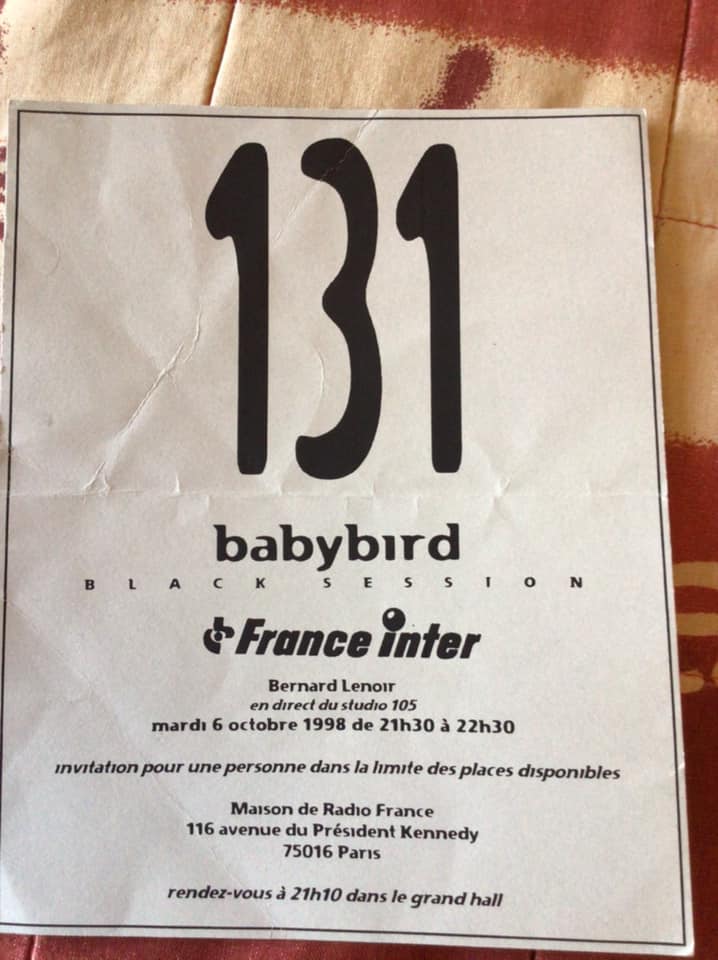 131
babybird
BLACK SESSION
France inter
Bernard Lenoir
en direct du studio 105
mardi 6 octobre 1998 de 21h30 à 22h30
invitation pour une personne dans la limite des places disponibles
Maison de Radio France
116 avenue du Président Kennedy
75016 Paris
rendez-vous à 21h10 dans le grand hall